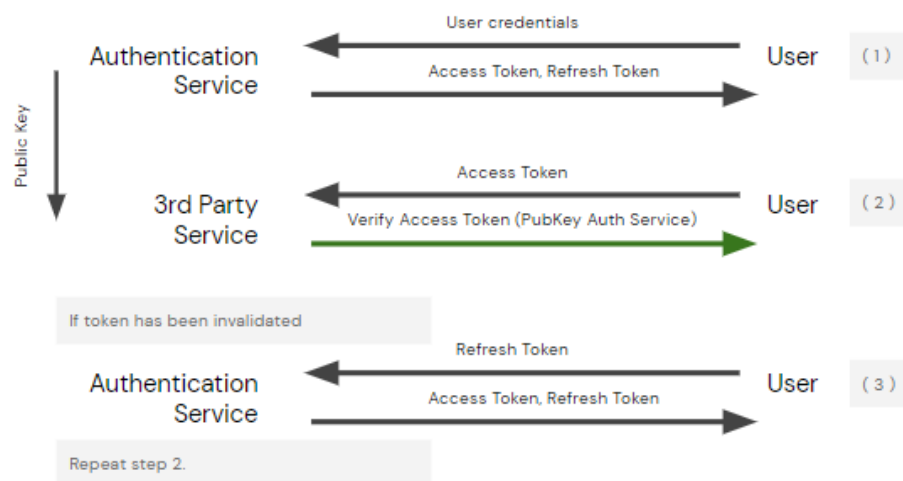 User credentials
Authentication
Service
User
( 1 )
Access Token, Refresh Token
Public Key
Access Token
3rd Party
Service
User
( 2 )
Verify Access Token (PubKey Auth Service)
If token has been invalidated
Refresh Token
Authentication
Service
User
( 3 )
Access Token, Refresh Token
Repeat step 2.